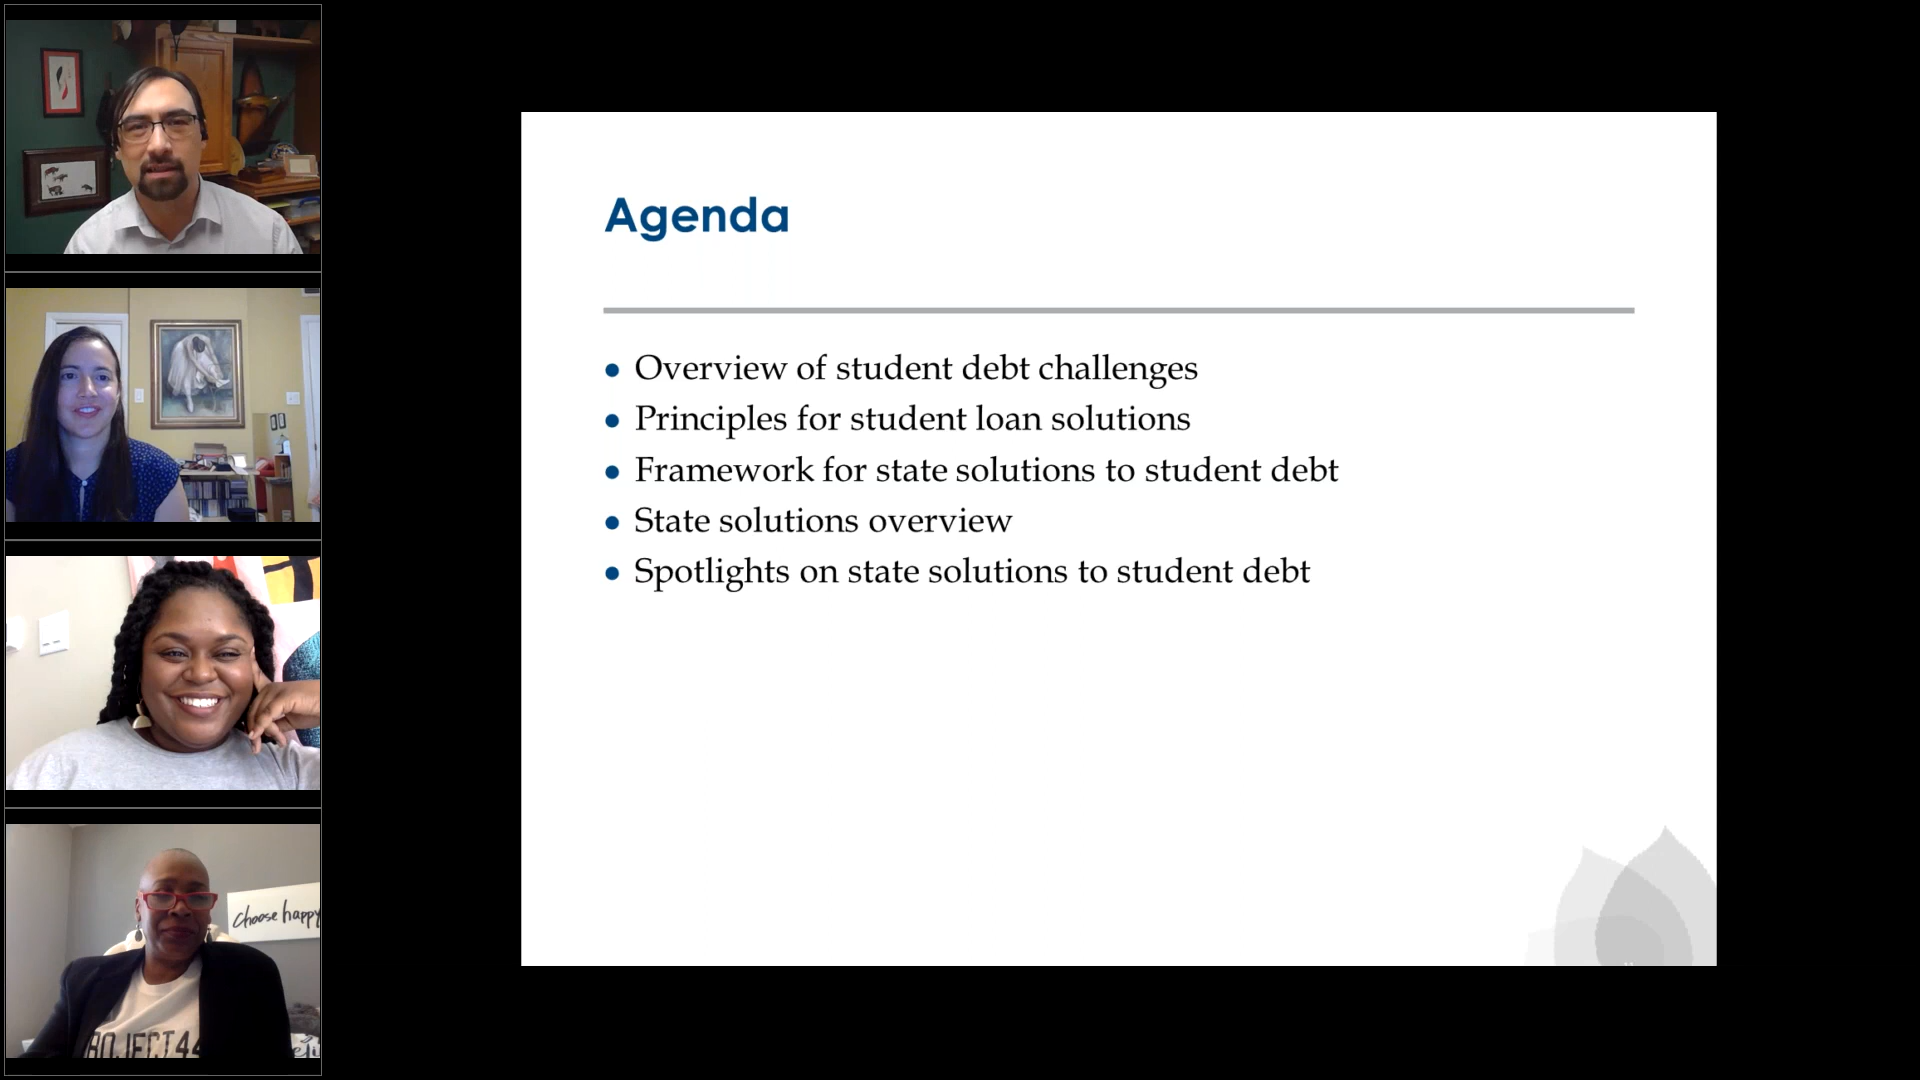 Agenda
• Overview of student debt challenges
• Principles for student loan solutions
• Framework for state solutions to student debt
• State solutions overview
• Spotlights on state solutions to student debt
choose happy